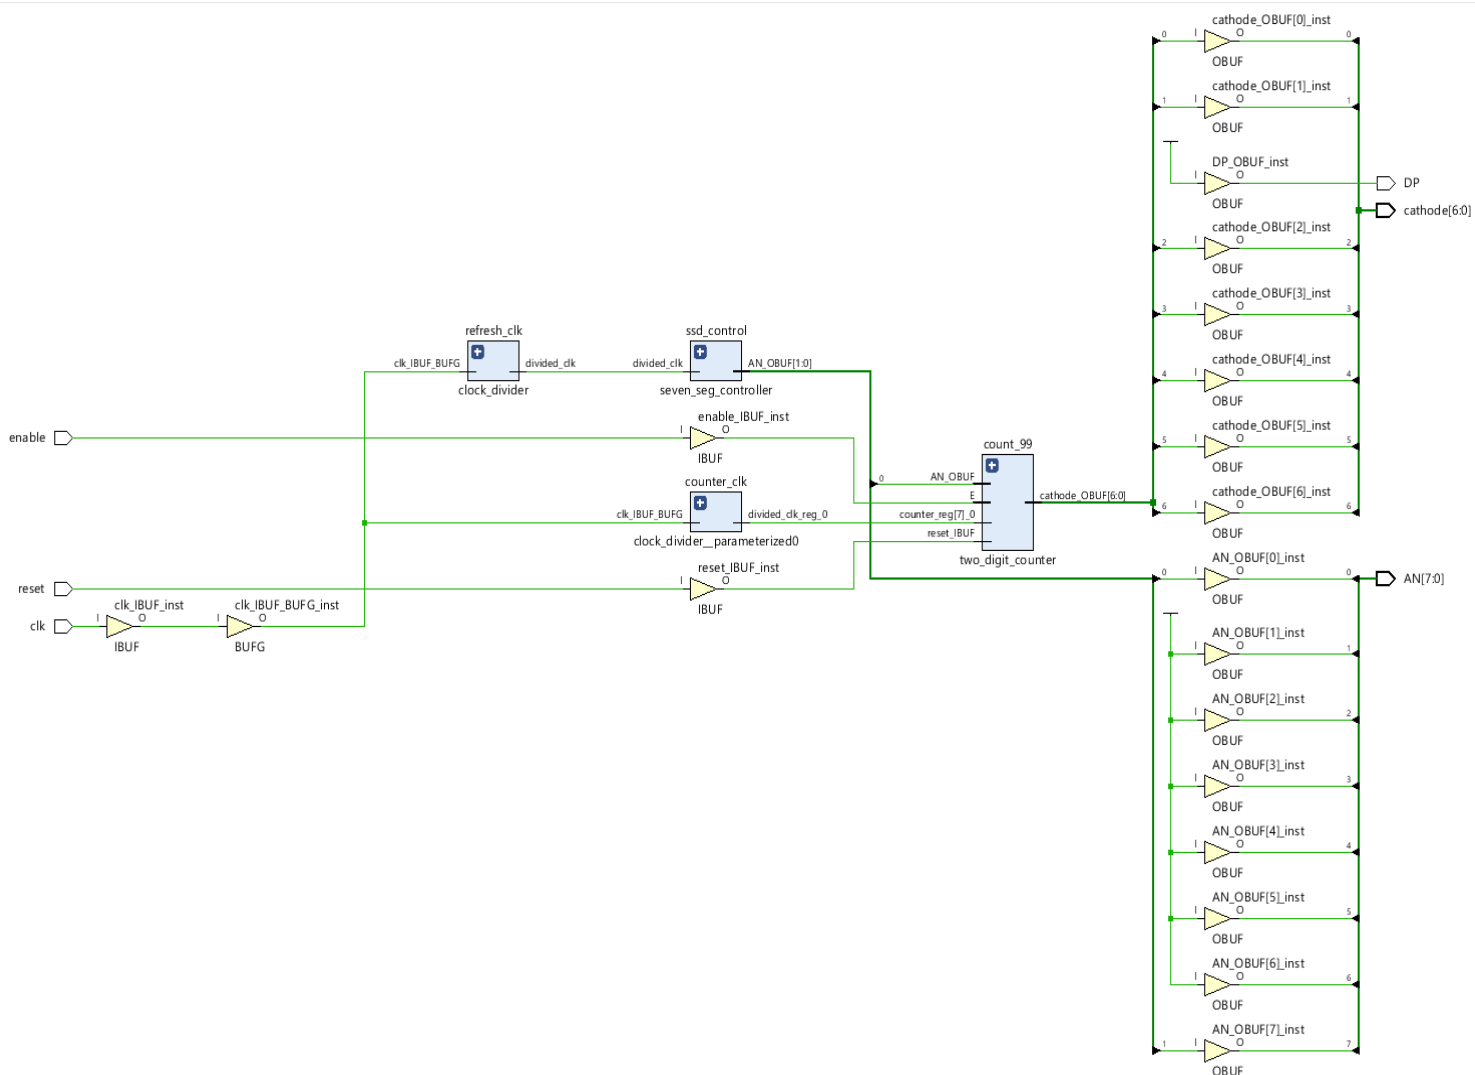 cathode_OBUF[0]_inst
0 I O 0
OBUF
cathode_OBUF[1]_inst
1 I O 1
OBUF
DP_OBUF_inst
I O DP
OBUF
cathode[6:0]
cathode_OBUF[2]_inst
2 I O 2
OBUF
cathode_OBUF[3]_inst
3 I O 3
OBUF
refresh_clk
clk_IBUF_BUFG divided_clk
clock_divider
ssd_control
divided_clk AN_OBUF[1:0]
seven_seg_controller
cathode_OBUF[4]_inst
4 I O 4
OBUF
enable
enable_IBUF_inst
I O
IBUF
cathode_OBUF[5]_inst
5 I O 5
OBUF
counter_clk
clk_IBUF_BUFG divided_clk_reg_0
clock_divider__parameterized0
count_99
0 AN_OBUF
E
counter_reg[7]_0
reset_IBUF
cathode_OBUF[6:0]
two_digit_counter
cathode_OBUF[6]_inst
6 I O 6
OBUF
reset
reset_IBUF_inst
I O
IBUF
clk
clk_IBUF_inst
I O
IBUF
clk_IBUF_BUFG_inst
I O
BUFG
AN_OBUF[0]_inst
0 I O 0
OBUF
AN[7:0]
AN_OBUF[1]_inst
I O 1
OBUF
AN_OBUF[2]_inst
I O 2
OBUF
AN_OBUF[3]_inst
I O 3
OBUF
AN_OBUF[4]_inst
I O 4
OBUF
AN_OBUF[5]_inst
I O 5
OBUF
AN_OBUF[6]_inst
I O 6
OBUF
AN_OBUF[7]_inst
1 I O 7
OBUF